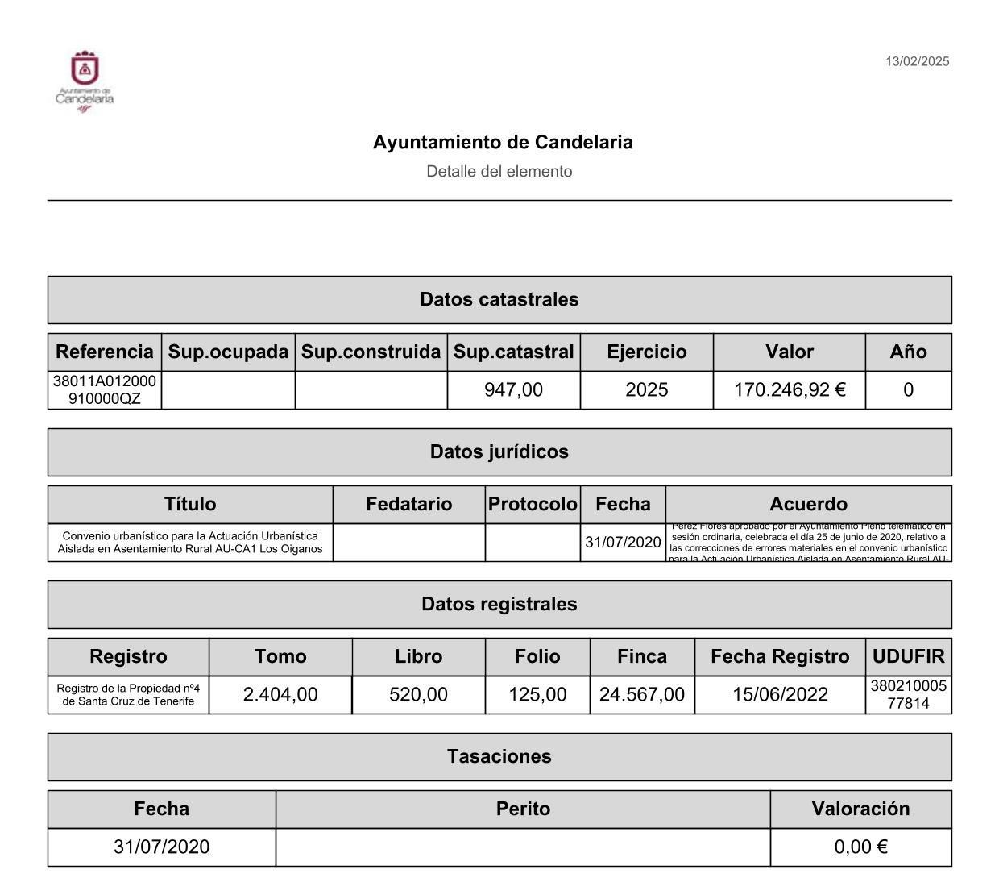 Ayuntamiento de
Candelaria
13/02/2025
Ayuntamiento de Candelaria
Detalle del elemento
Datos catastrales
Referencia Sup.ocupada Sup.construida Sup.catastral Ejercicio Valor Año
38011A012000
910000QZ
947,00 2025 170.246,92 € 0
Datos jurídicos
Título Fedatario Protocolo Fecha Acuerdo
Convenio urbanístico para la Actuación Urbanística
Aislada en Asentamiento Rural AU-CA1 Los Oiganos
31/07/2020
Pérez Flores aprobado por el Ayuntamiento Pleno telemático en
sesión ordinaria, celebrada el día 25 de junio de 2020, relativo a
las correcciones de errores materiales en el convenio urbanístico
para la Actuación Urbanística Aislada en Asentamiento Rural AU-
Datos registrales
Registro Tomo Libro Folio Finca Fecha Registro UDUFIR
Registro de la Propiedad nº4
de Santa Cruz de Tenerife
2.404,00 520,00 125,00 24.567,00 15/06/2022
380210005
77814
Tasaciones
Fecha Perito Valoración
31/07/2020 0,00 €